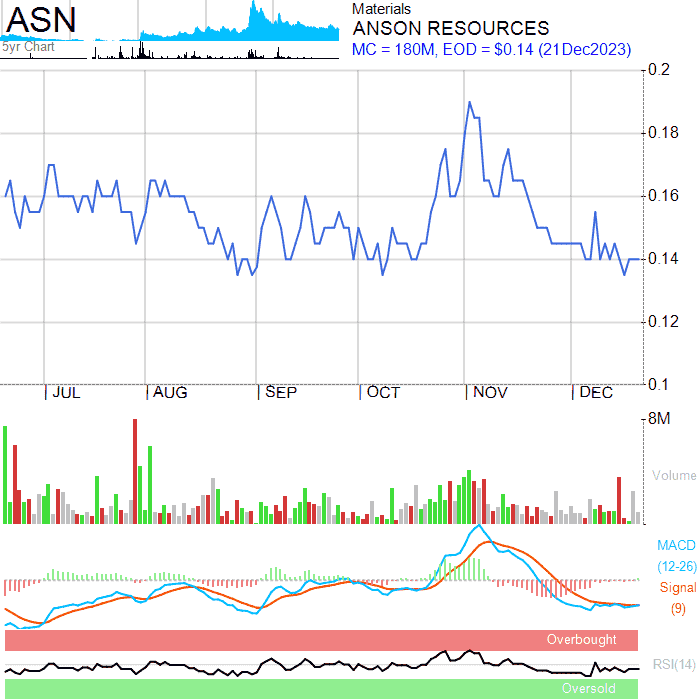 ASN
5yr Chart
Materials
ANSON RESOURCES
MC = 180M, EOD = $0.14 (21Dec2023)
0.2
0.18
0.16
0.14
0.12
0.1
JUL AUG SEP OCT NOV DEC
8M
Volume
MACD
(12-26)
Signal
(9)
Overbought
RSI(14)
Oversold